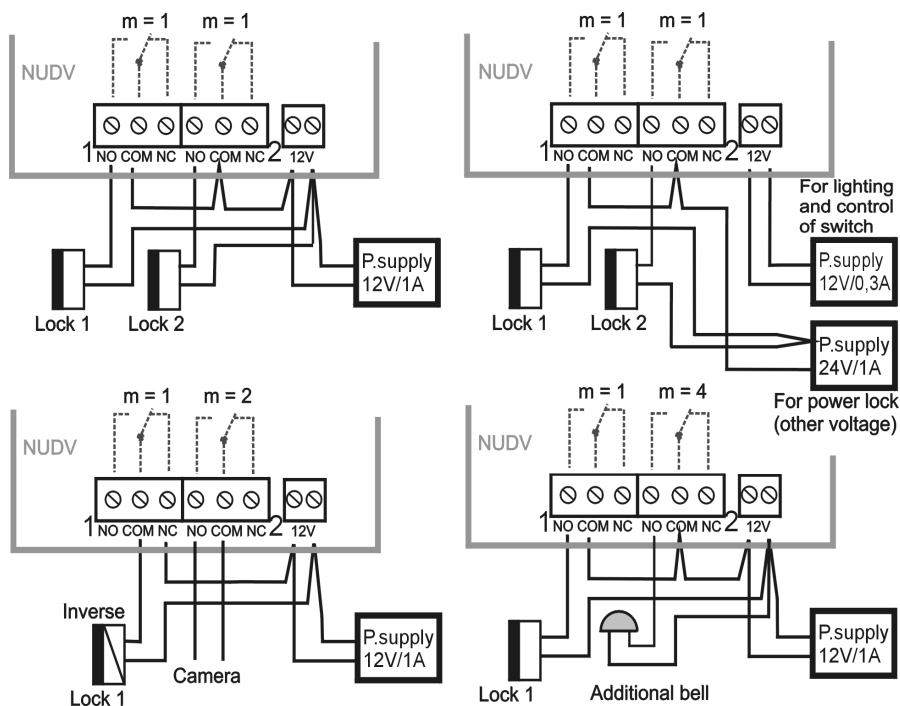 m = 1 m = 1
NUDV
1 NO COM NC NO COM NC 2 12V
P.supply
12V/1A
Lock 1 Lock 2
m = 1 m = 1
NUDV
1 NO COM NC NO COM NC 2 12V
For lighting
and control
of switch
P.supply
12V/0,3A
Lock 1 Lock 2
P.supply
24V/1A
For power lock
(other voltage)
m = 1 m = 2
NUDV
1 NO COM NC NO COM NC 2 12V
Inverse
P.supply
12V/1A
Camera
Lock 1
m = 1 m = 4
NUDV
1 NO COM NC NO COM NC 2 12V
P.supply
12V/1A
Lock 1 Additional bell